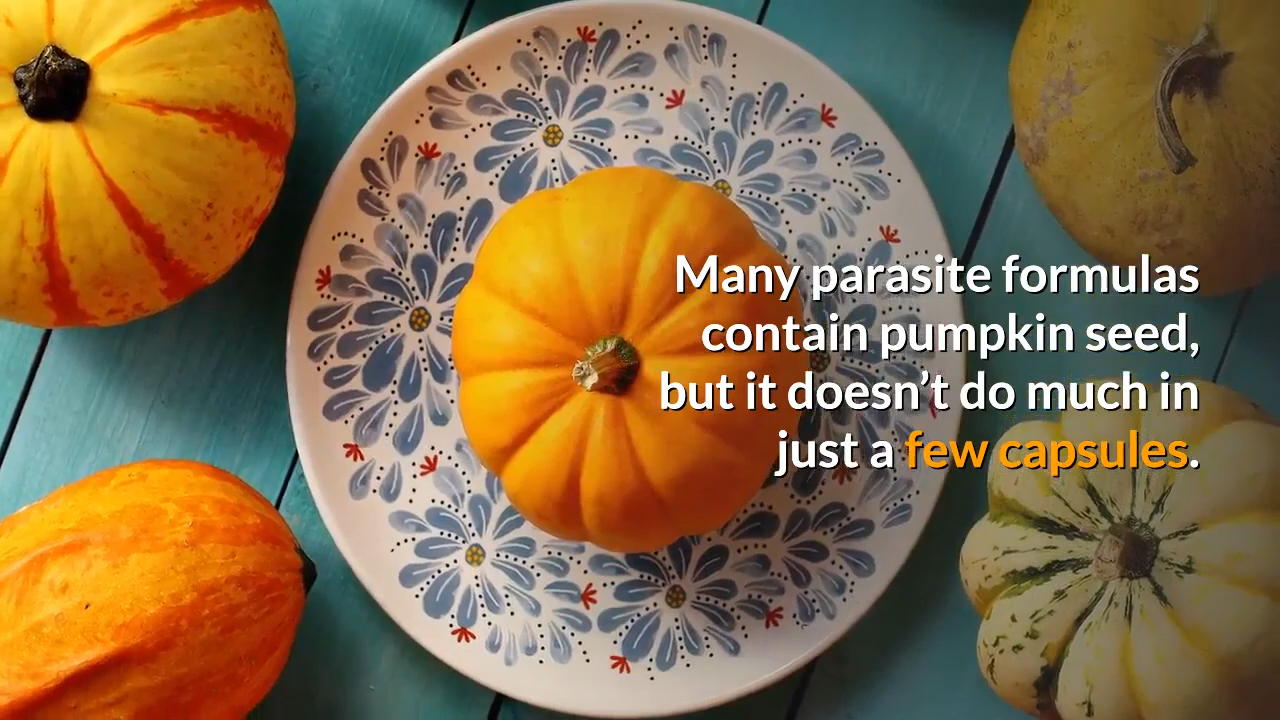 Many parasite formulas
contain pumpkin seed,
but it doesn’t do much in
just a few capsules.